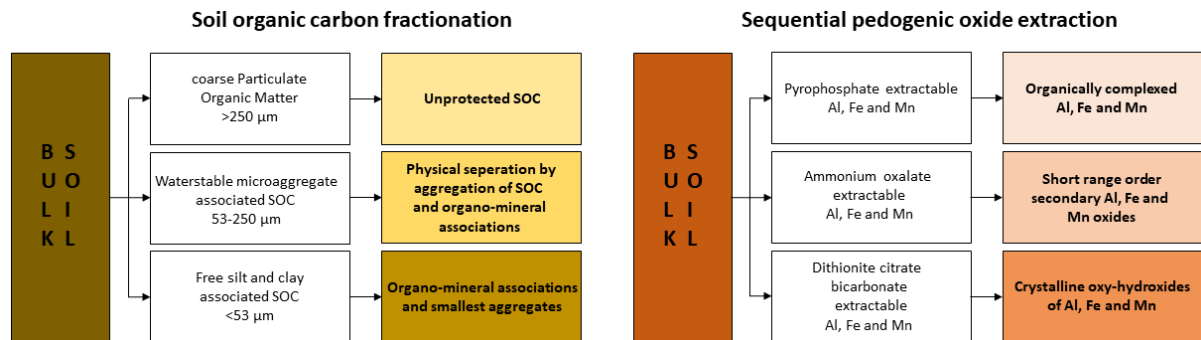 Soil organic carbon fractionation
BULK SOIL
coarse Particulate
Organic Matter
>250 µm
Unprotected SOC
Waterstable microaggregate
associated SOC
53-250 µm
Physical seperation by
aggregation of SOC
and organo-mineral
associations
Free silt and clay
associated SOC
<53 µm
Organo-mineral associations
and smallest aggregates
Sequential pedogenic oxide extraction
BULK SOIL
Pyrophosphate extractable
Al, Fe and Mn
Organically complexed
Al, Fe and Mn
Ammonium oxalate
extractable
Al, Fe and Mn
Short range order
secondary Al, Fe and
Mn oxides
Dithionite citrate
bicarbonate
extractable
Al, Fe and Mn
Crystalline oxy-hydroxides
of Al, Fe and Mn